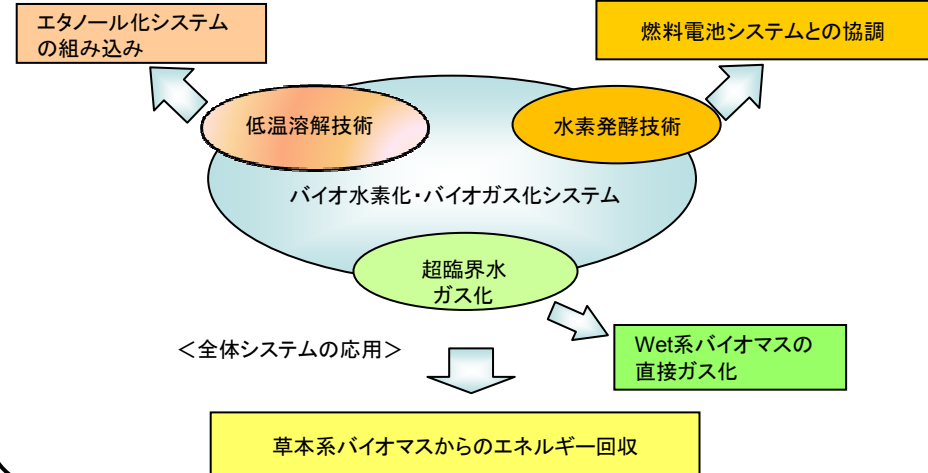 エタノール化システム
の組み込み
燃料電池システムとの協調
低温溶解技術
水素発酵技術
バイオ水素化・バイオガス化システム
超臨界水
ガス化
<全体システムの応用>
Wet系バイオマスの
直接ガス化
草本系バイオマスからのエネルギー回収